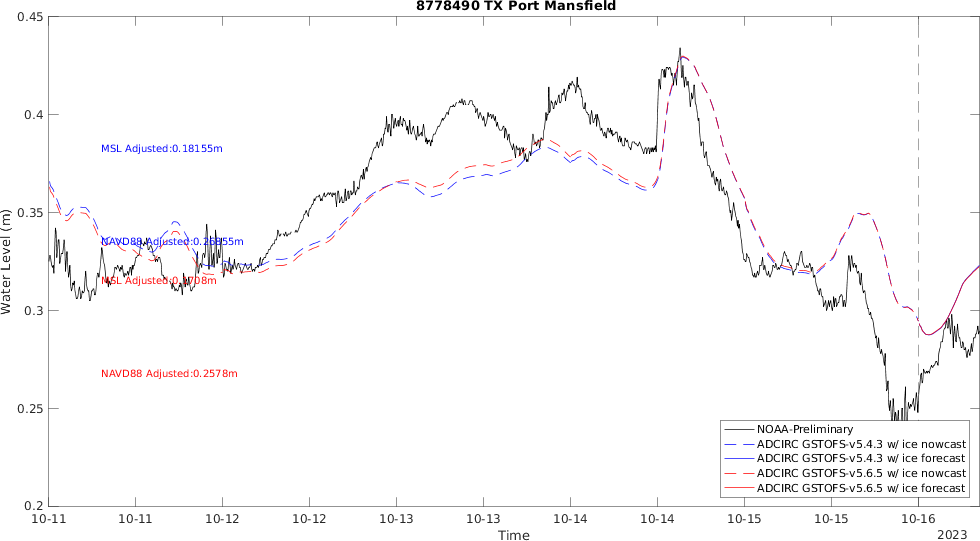 8778490 TX Port Mansfield
0.45
0.4
0.35
0.3
0.25
0.2
Water Level (m)
MSL Adjusted:0.18155m
NAVD88 Adjusted:0.26855m
MSL Adjusted:0.1708m
NAVD88 Adjusted:0.2578m
NOAA-Preliminary
ADCIRC GSTOFS-v5.4.3 w/ ice nowcast
ADCIRC GSTOFS-v5.4.3 w/ ice forecast
ADCIRC GSTOFS-v5.6.5 w/ ice nowcast
ADCIRC GSTOFS-v5.6.5 w/ ice forecast
10-11 10-11 10-12 10-12 10-13 10-13 10-14 10-14 10-15 10-15 10-16
Time
2023